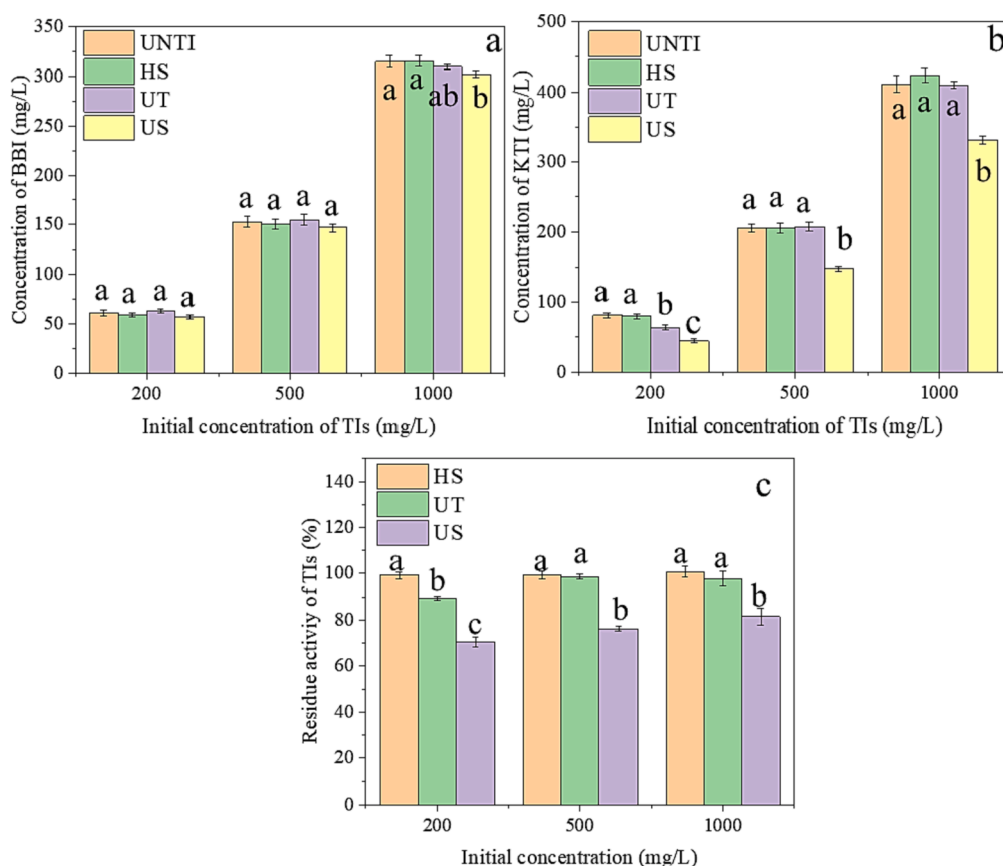 350
300
250
200
150
100
50
0
Concentration of BBI (mg/L)
UNTI
HS
UT
US
a
a
a
a
a
a
a
a
a
a
a
ab
b
200
500
1000
Initial concentration of TIs (mg/L)
500
400
300
200
100
0
Concentration of KTI (mg/L)
UNTI
HS
UT
US
b
a
a
b
c
a
a
a
b
a
a
a
b
200
500
1000
Initial concentration of TIs (mg/L)
140
120
100
80
60
40
20
0
Residue activiy of TIs (%)
HS
UT
US
c
a
b
c
a
a
b
a
a
b
200
500
1000
Initial concentration (mg/L)